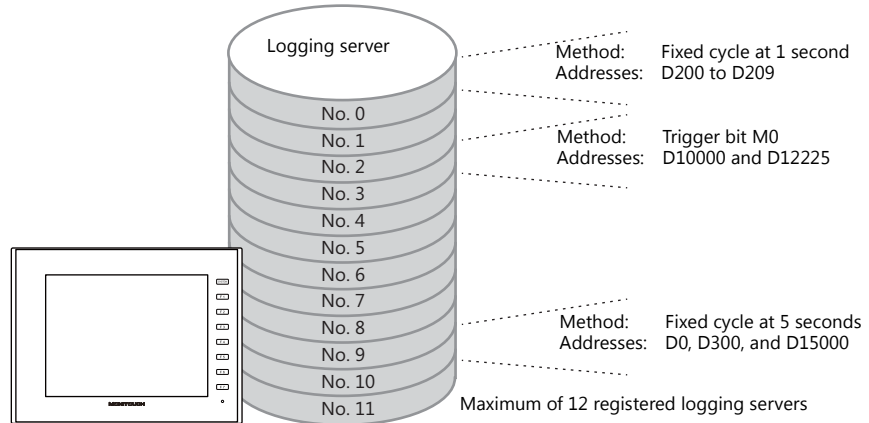 Logging server
Method: Fixed cycle at 1 second
Addresses: D200 to D209
No. 0
No. 1
Method: Trigger bit M0
Addresses: D10000 and D12225
No. 2
No. 3
No. 4
No. 5
No. 6
No. 7
No. 8
Method: Fixed cycle at 5 seconds
Addresses: D0, D300, and D15000
No. 9
No. 10
No. 11
Maximum of 12 registered logging servers
MONITOUCH